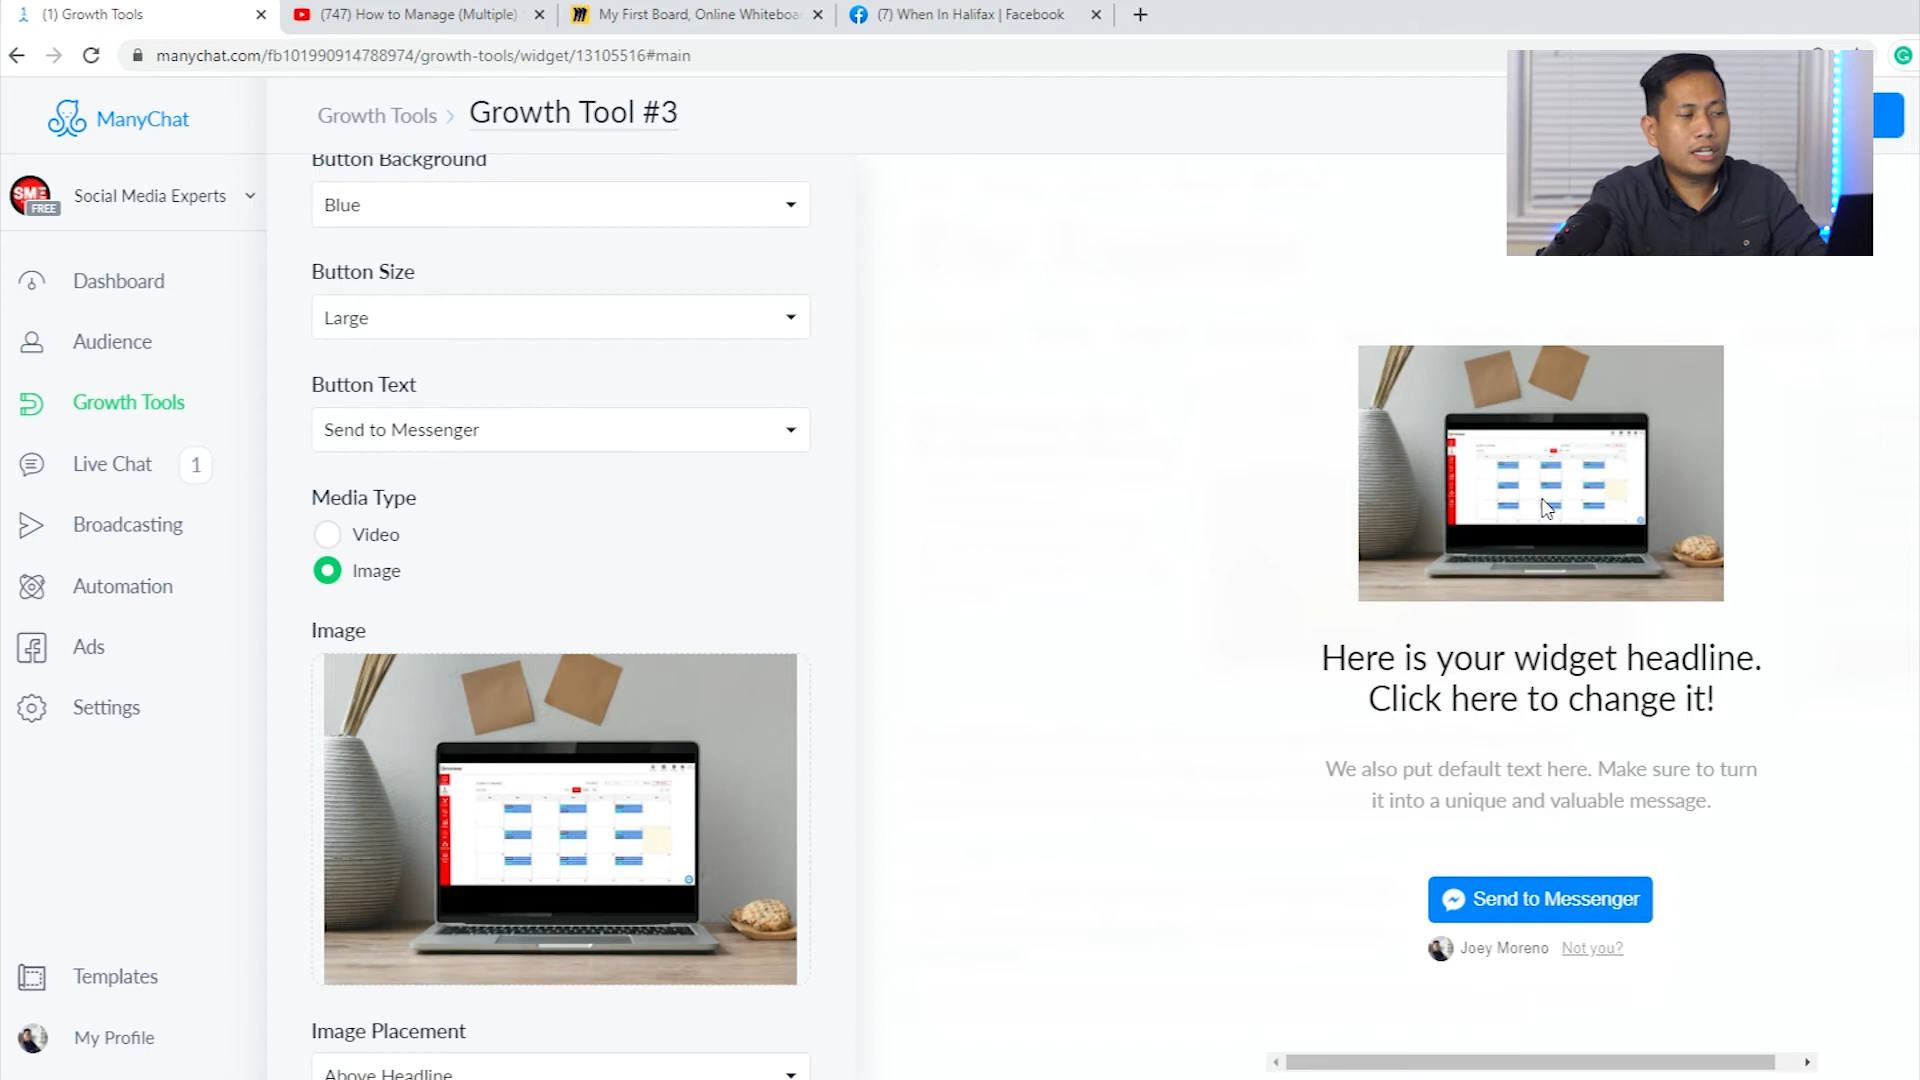 (1) Growth Tools
(747) How to Manage (Multiple)
My First Board, Online Whiteboa
(7) When In Halifax | Facebook
manychat.com/fb101990914788974/growth-tools/widget/13105516#main
ManyChat
Growth Tools > Growth Tool #3
SME
FREE
Social Media Experts
Dashboard
Audience
Growth Tools
Live Chat 1
Broadcasting
Automation
Ads
Settings
Templates
My Profile
Button Background
Blue
Button Size
Large
Button Text
Send to Messenger
Media Type
Video
Image
Image
Image Placement
Above Headline
Here is your widget headline.
Click here to change it!
We also put default text here. Make sure to turn
it into a unique and valuable message.
Send to Messenger
Joey Moreno Not you?